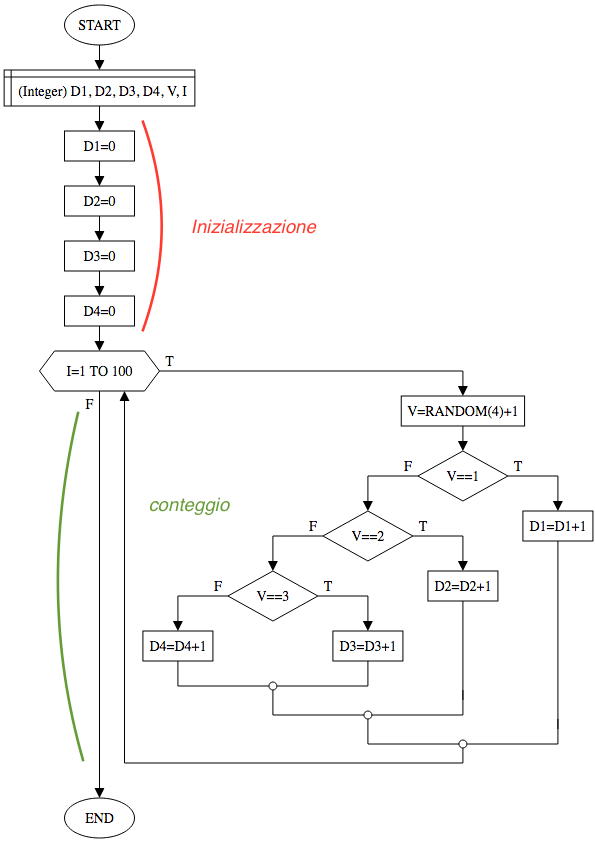 START
(Integer) D1, D2, D3, D4, V, I
D1=0
D2=0
Inizializzazione
D3=0
D4=0
I=1 TO 100
T
F
V=RANDOM(4)+1
V==1
F
T
conteggio
D1=D1+1
V==2
F
T
D2=D2+1
V==3
F
T
D4=D4+1
D3=D3+1
END